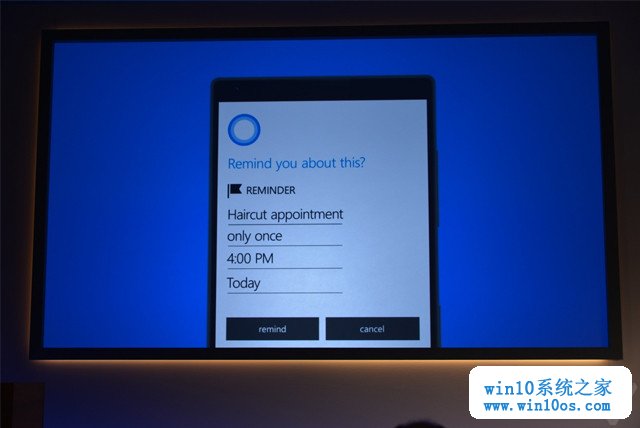 Remind you about this?
REMINDER
Haircut appointment
only once
4:00 PM
Today
remind
cancel
win10系统之家
www.win10os.com